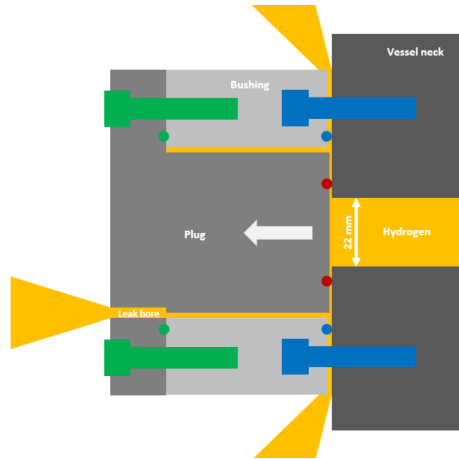 Vessel neck
Bushing
Plug
22 mm
Hydrogen
Leak bore